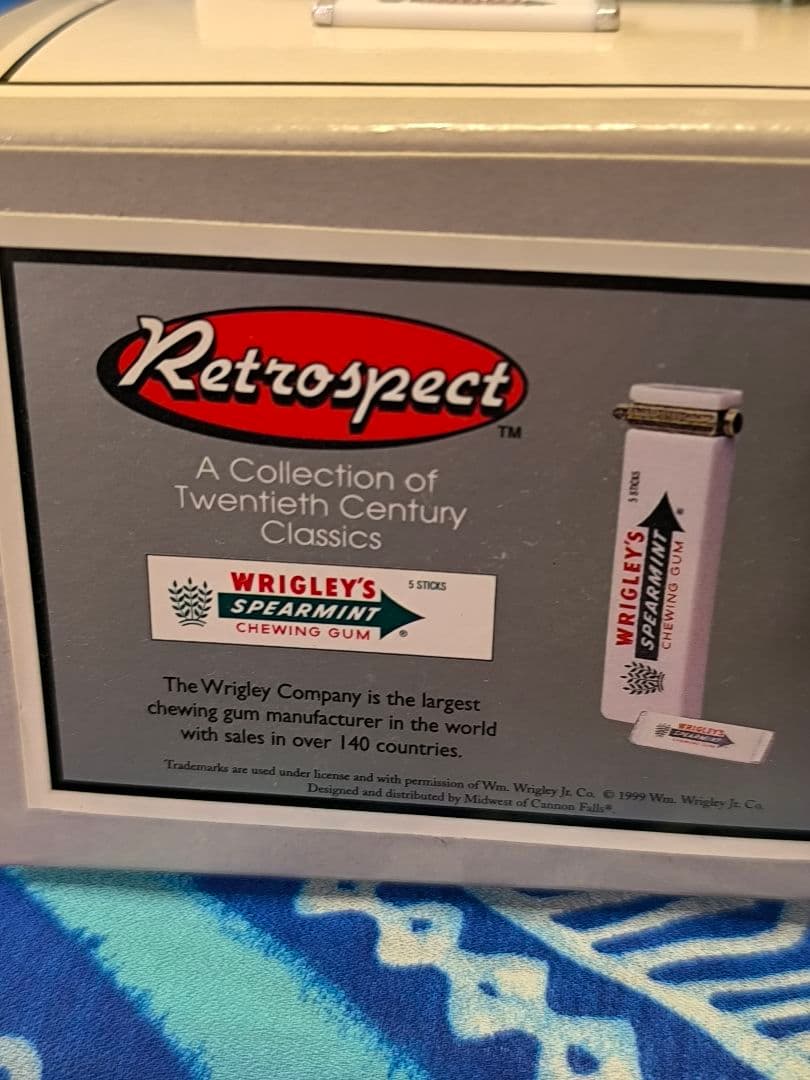 Retrospect
TM
A Collection of
Twentieth Century
Classics
WRIGLEY'S
5 STICKS
SPEARMINT
CHEWING GUM
®
The Wrigley Company is the largest
chewing gum manufacturer in the world
with sales in over 140 countries.
Trademarks are used under license and with permission of Wm. Wrigley Jr. Co. © 1999 Wm. Wrigley Jr. Co.
Designed and distributed by Midwest of Cannon Falls®.
5 STICKS
WRIGLEY'S
SPEARMINT
CHEWING GUM
®
WRIGLEY'S
SPEARMINT